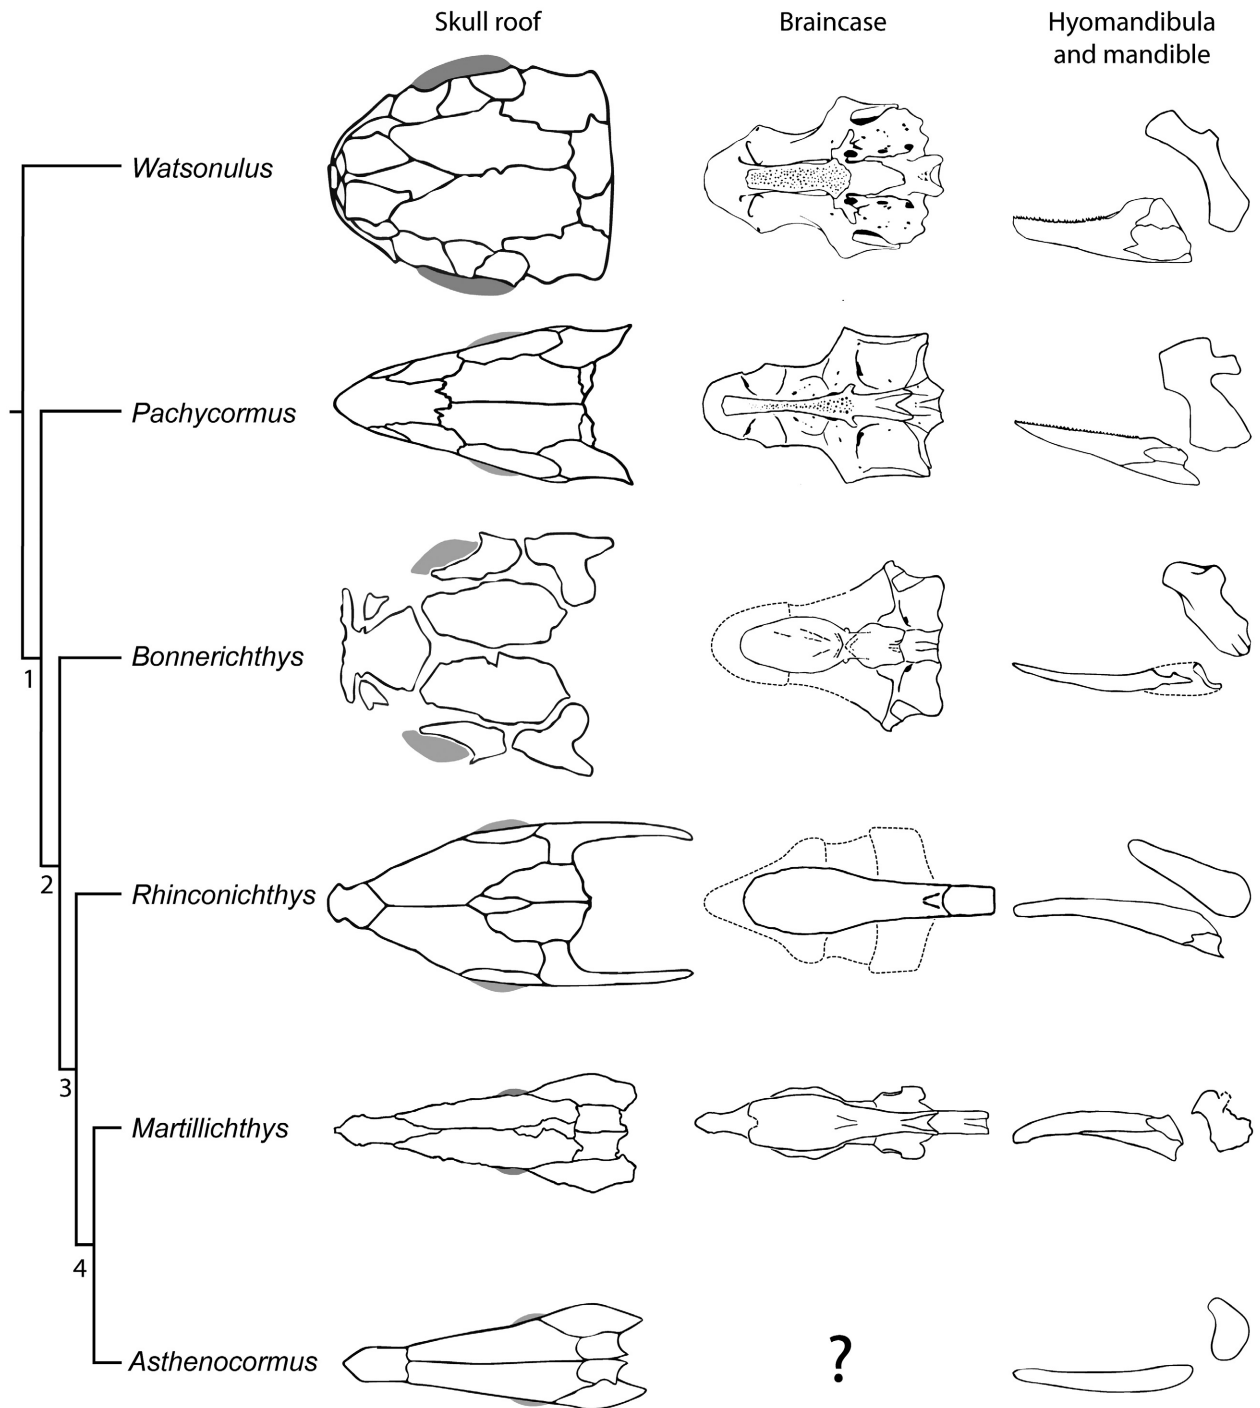 Skull roof
Braincase
Hyomandibula
and mandible
Watsonulus
Pachycormus
Bonnerichthys
1
Rhinconichthys
2
Martillichthys
3
Asthenocormus
4
?